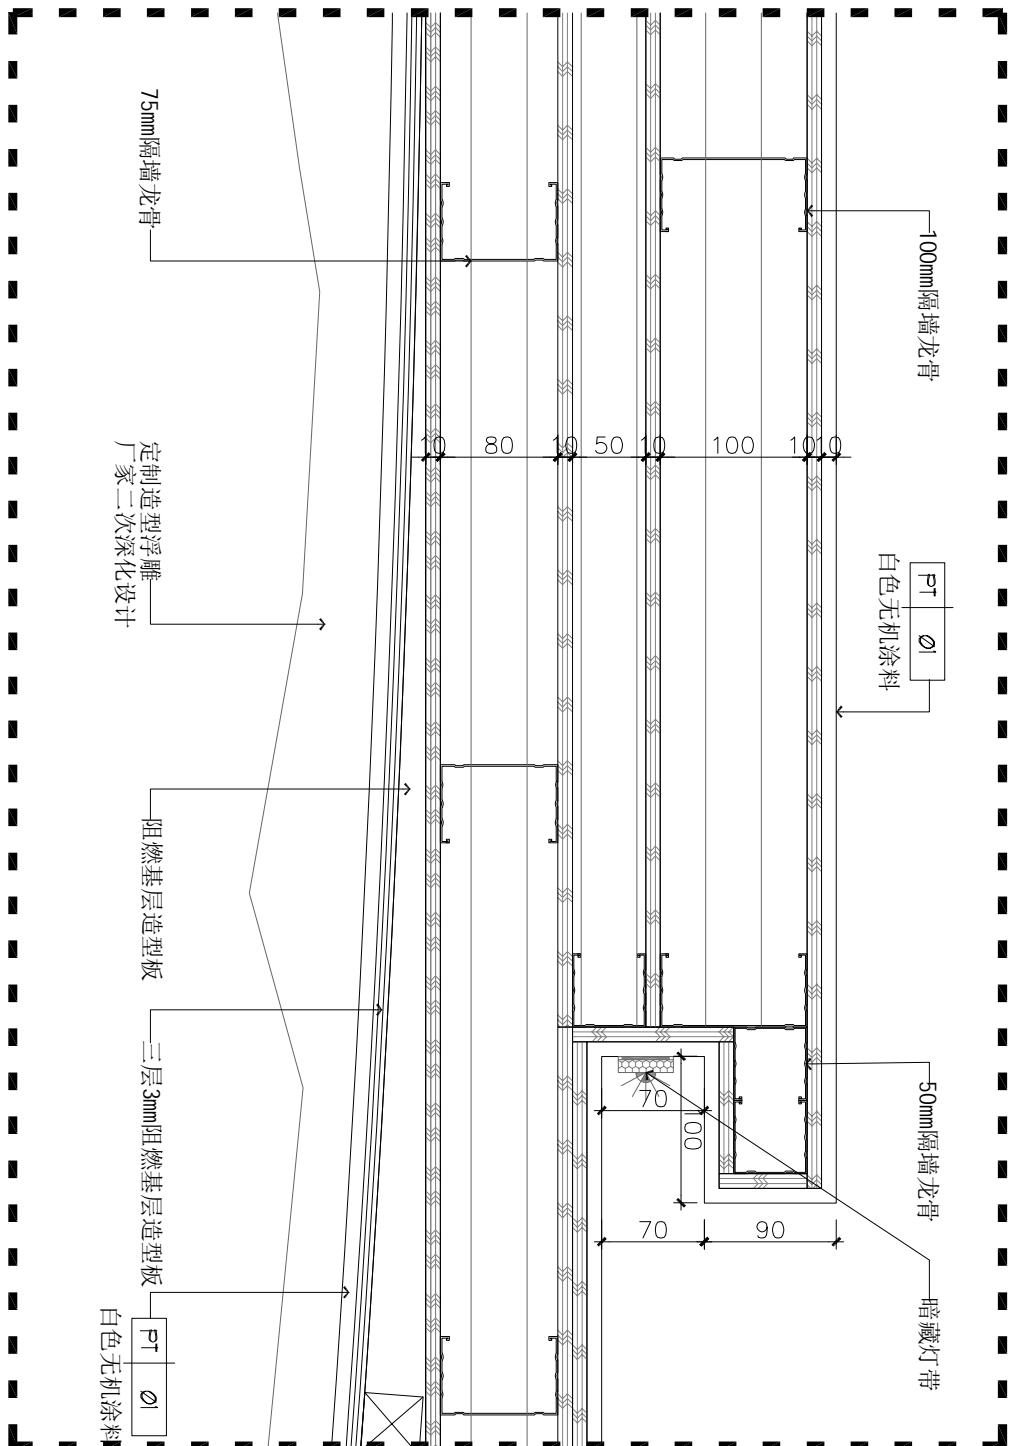 75mm隔墙龙骨
100mm隔墙龙骨
10
80
10
50
10
100
10
10
定制造型浮雕
厂家二次深化设计
PT 01
白色无机涂料
阻燃基层造型板
三层3mm阻燃基层造型板
70
100
50mm隔墙龙骨
70
90
暗藏灯带
PT 01
白色无机涂料